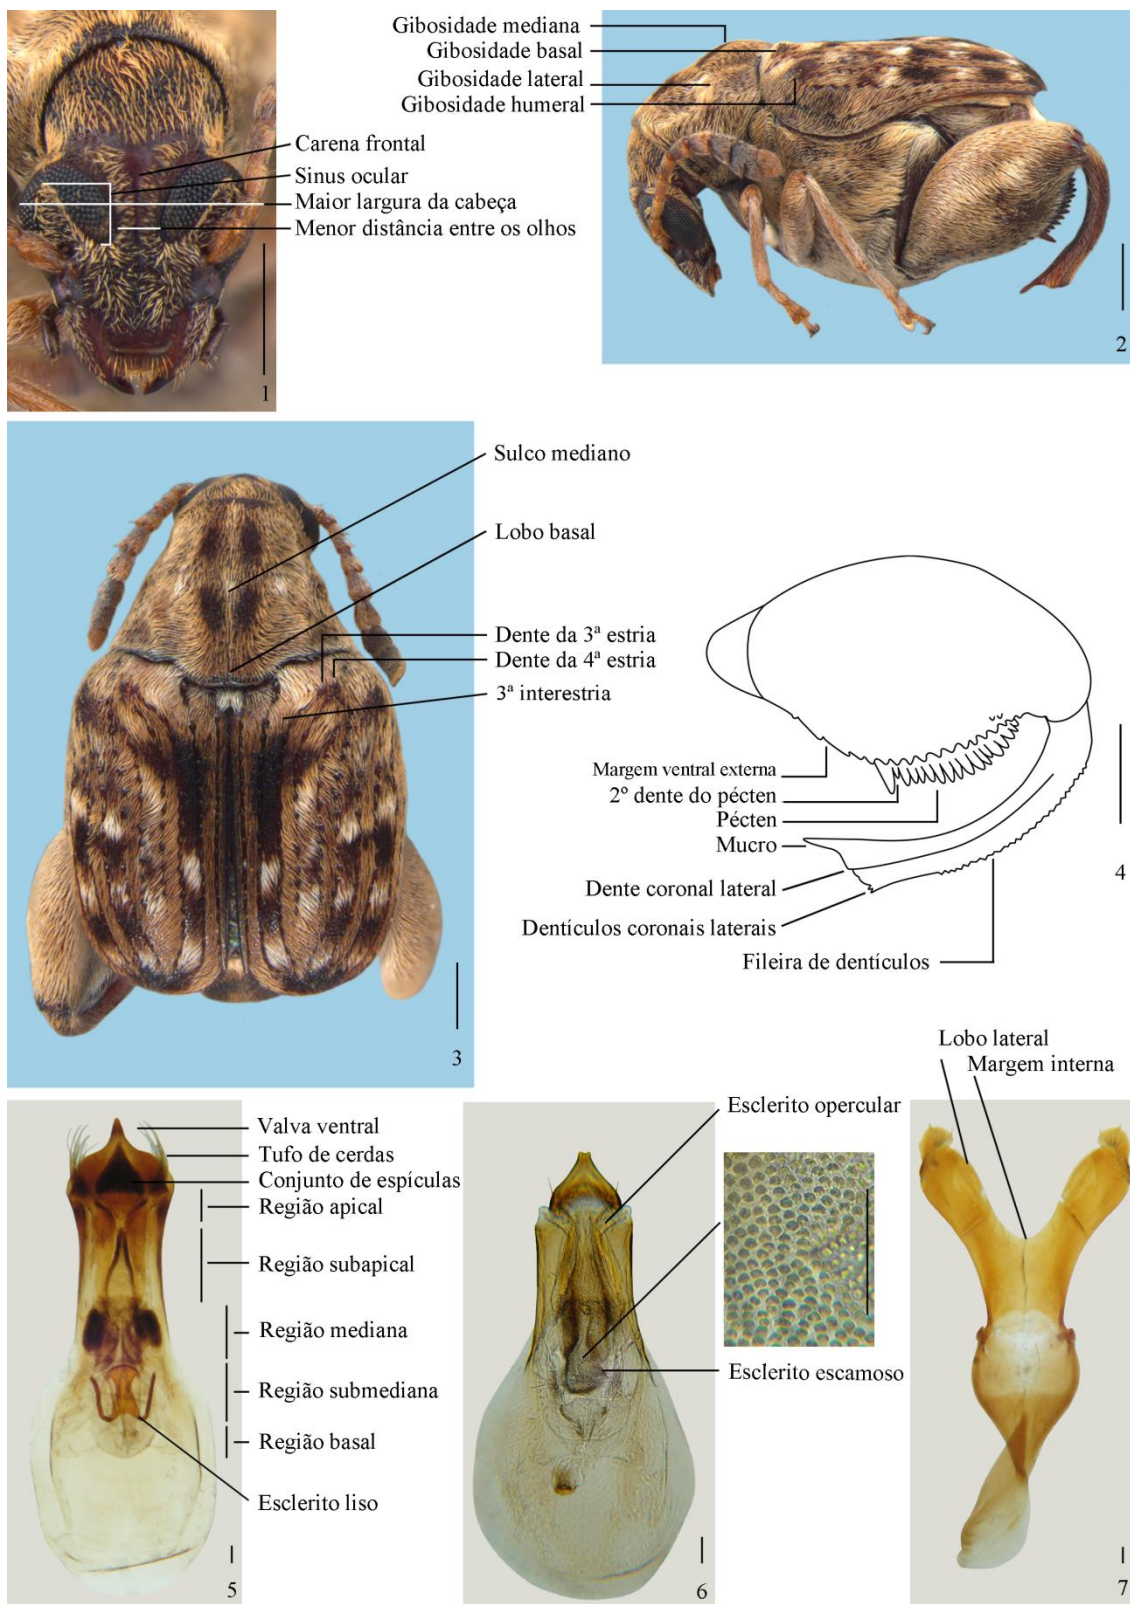 Gibosidade mediana
Gibosidade basal
Gibosidade lateral
Gibosidade humeral
Carena frontal
Sinus ocular
Maior largura da cabeça
Menor distância entre os olhos
1
2
Sulco mediano
Lobo basal
Dente da 3ª estria
Dente da 4ª estria
3ª interestria
3
Margem ventral externa
2º dente do pécten
Pécten
Mucro
Dente coronal lateral
Dentículos coronais laterais
Fileira de dentículos
4
Valva ventral
Tufo de cerdas
Conjunto de espículas
Região apical
Região subapical
Região mediana
Região submediana
Região basal
Esclerito liso
5
Esclerito opercular
Esclerito escamoso
6
Lobo lateral
Margem interna
7